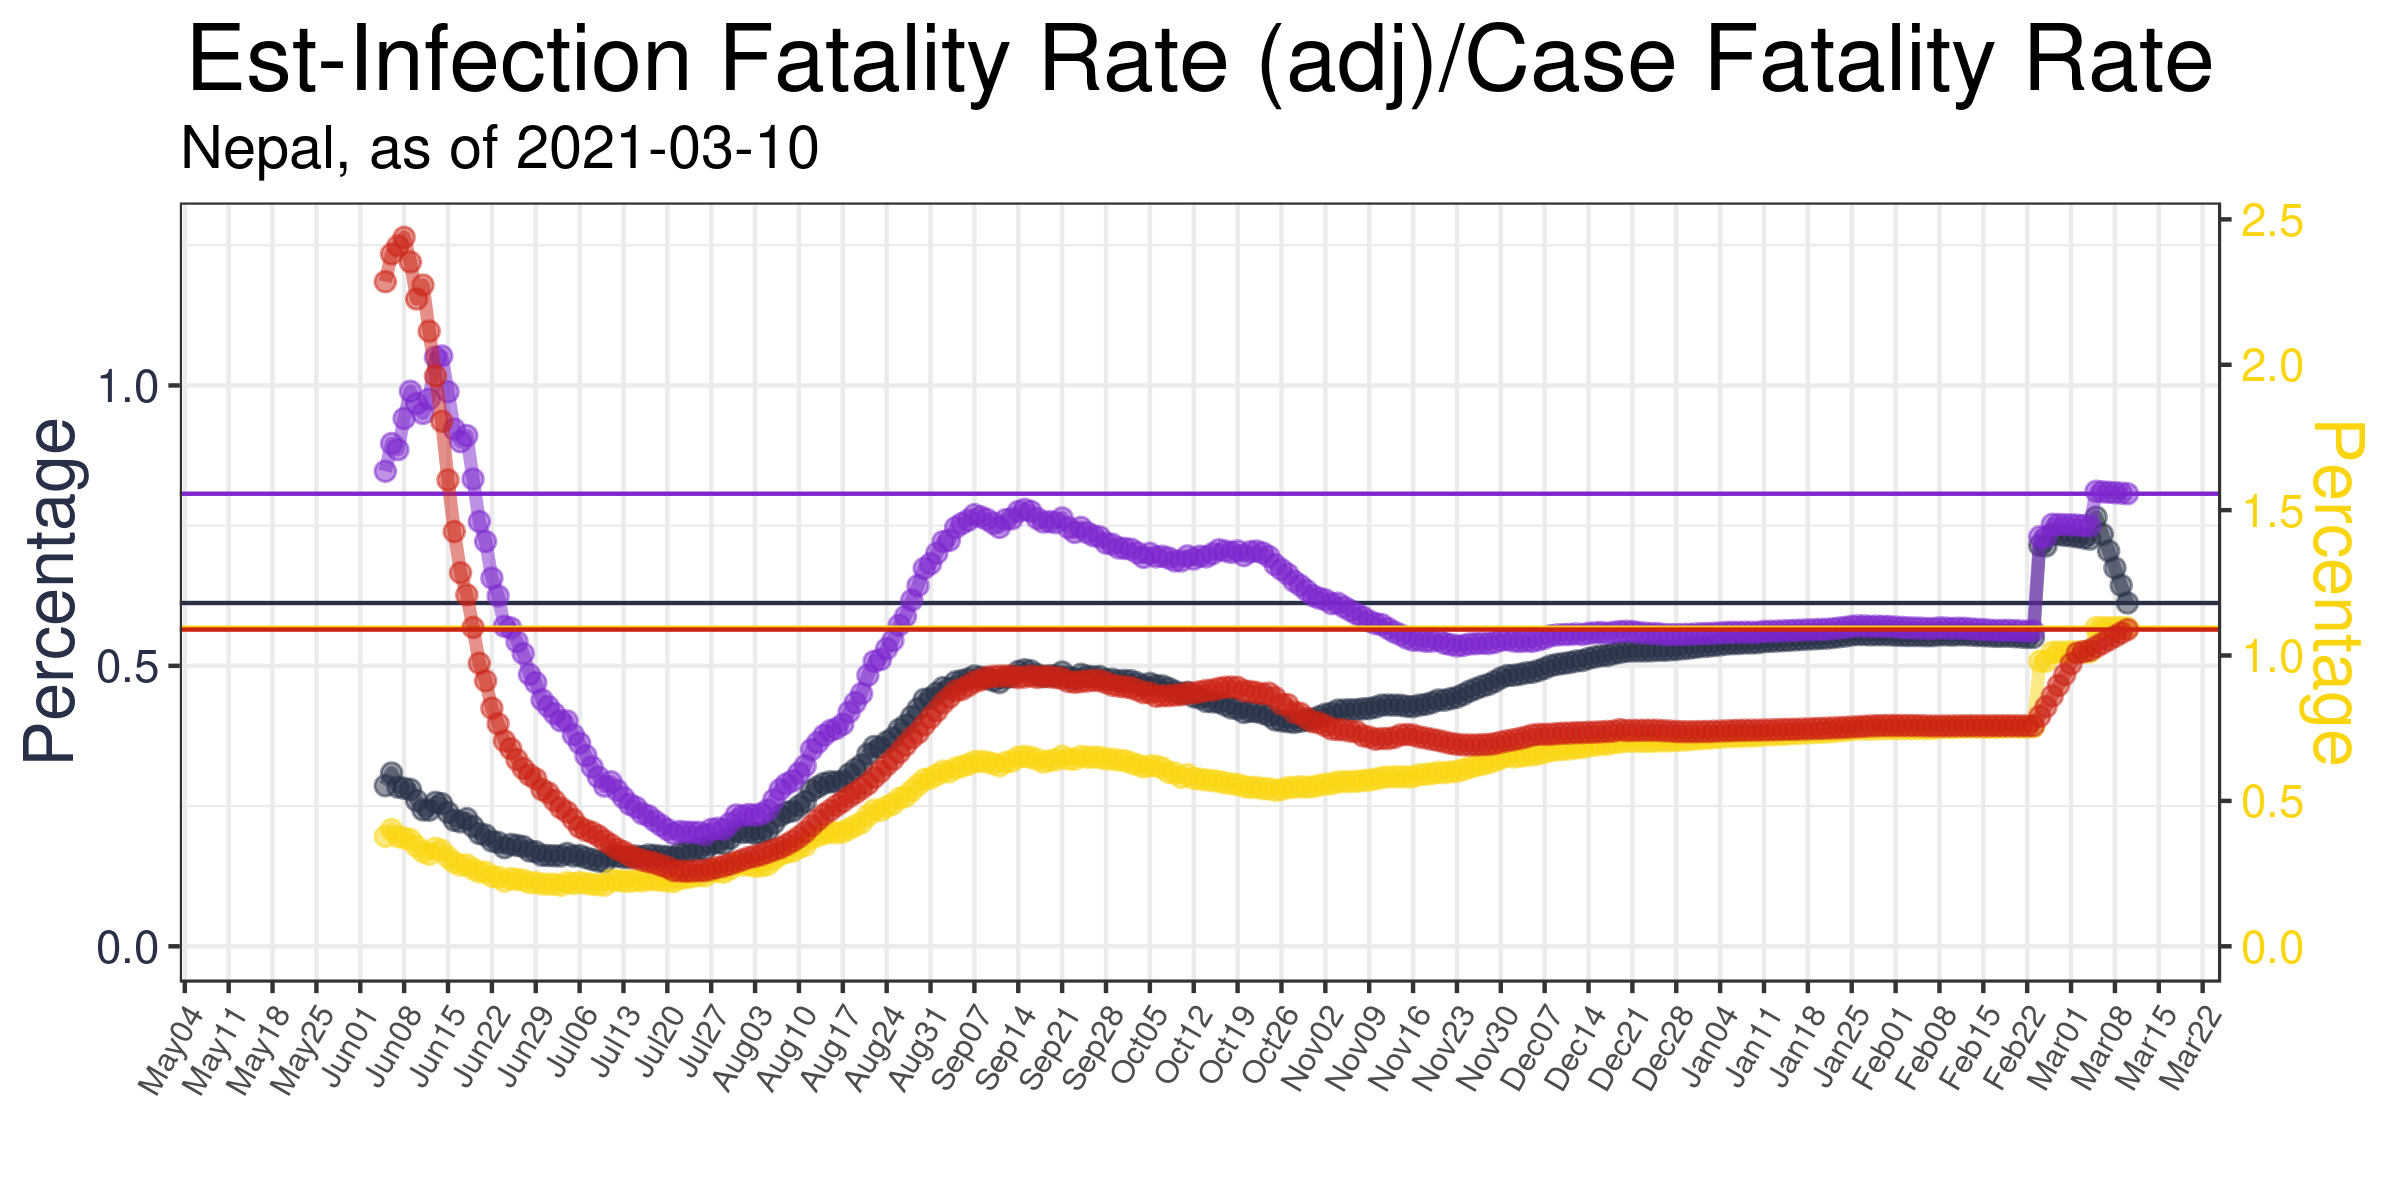 Est-Infection Fatality Rate (adj)/Case Fatality Rate
Nepal, as of 2021-03-10
Percentage
1.0
0.5
0.0
2.5
2.0
1.5
1.0
0.5
0.0
Percentage
May04 May11 May18 May25 Jun01 Jun08 Jun15 Jun22 Jun29 Jul06 Jul13 Jul20 Jul27 Aug03 Aug10 Aug17 Aug24 Aug31 Sep07 Sep14 Sep21 Sep28 Oct05 Oct12 Oct19 Oct26 Nov02 Nov09 Nov16 Nov23 Nov30 Dec07 Dec14 Dec21 Dec28 Jan04 Jan11 Jan18 Jan25 Feb01 Feb08 Feb15 Feb22 Mar01 Mar08 Mar15 Mar22